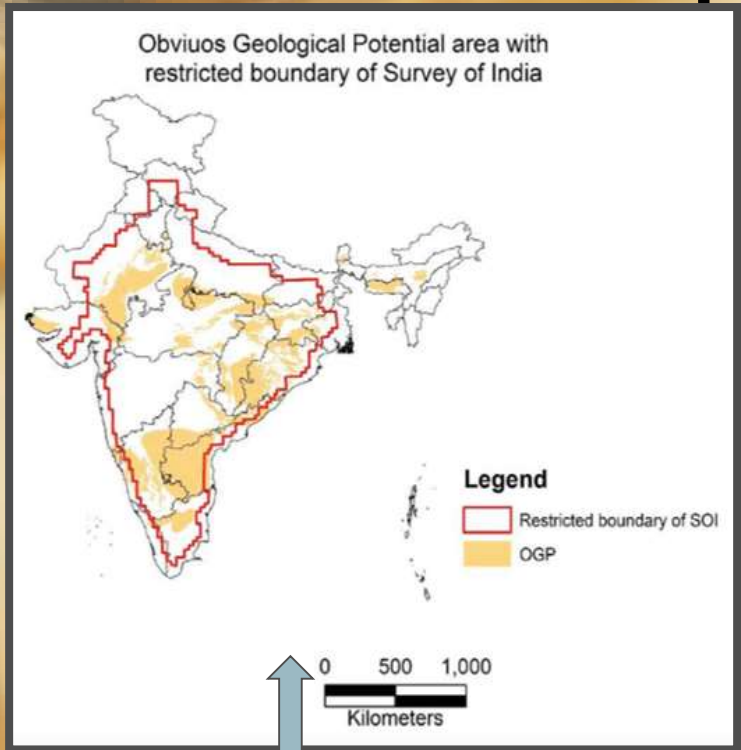 Obviuos Geological Potential area with
restricted boundary of Survey of India
Legend
Restricted boundary of SOI
OGP
0 500 1,000
Kilometers